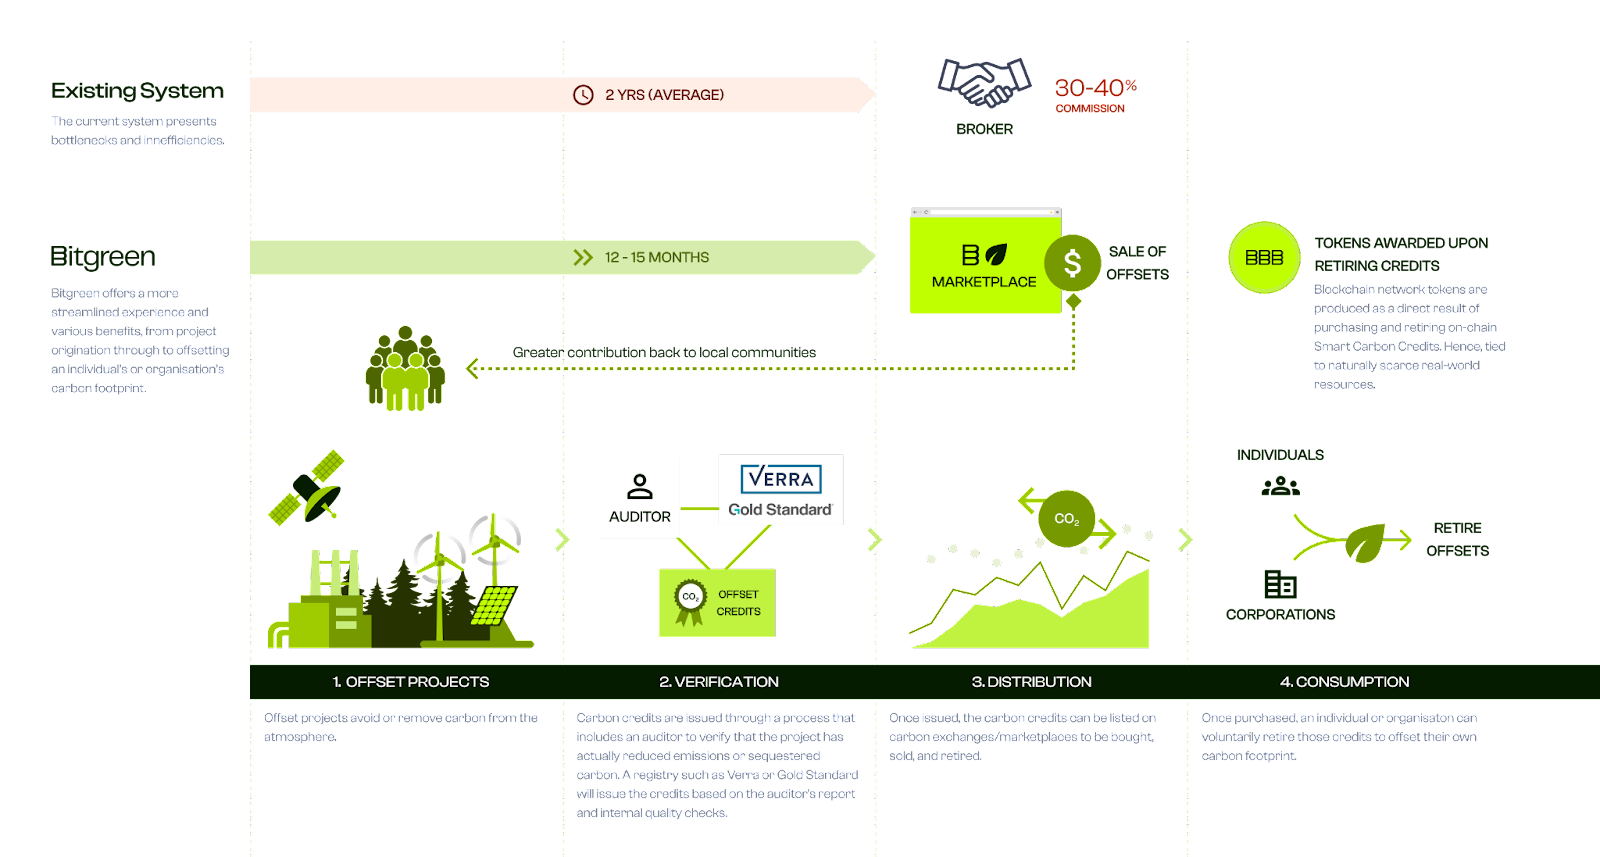 Existing System
The current system presents
bottlenecks and innefficiencies.
2 YRS (AVERAGE)
BROKER
30-40%
COMMISSION
Bitgreen
Bitgreen offers a more
streamlined experience and
various benefits, from project
origination through to offsetting
an individual's or organisation's
carbon footprint.
12 - 15 MONTHS
B
MARKETPLACE
$
SALE OF
OFFSETS
BBB
TOKENS AWARDED UPON
RETIRING CREDITS
Blockchain network tokens are
produced as a direct result of
purchasing and retiring on-chain
Smart Carbon Credits. Hence, tied
to naturally scarce real-world
resources.
Greater contribution back to local communities
AUDITOR
VERRA
Gold Standard
CO₂
OFFSET
CREDITS
CO₂
INDIVIDUALS
CORPORATIONS
RETIRE
OFFSETS
1. OFFSET PROJECTS
Offset projects avoid or remove carbon from the
atmosphere.
2. VERIFICATION
Carbon credits are issued through a process that
includes an auditor to verify that the project has
actually reduced emissions or sequestered
carbon. A registry such as Verra or Gold Standard
will issue the credits based on the auditor's report
and internal quality checks.
3. DISTRIBUTION
Once issued, the carbon credits can be listed on
carbon exchanges/marketplaces to be bought,
sold, and retired.
4. CONSUMPTION
Once purchased, an individual or organisaton can
voluntarily retire those credits to offset their own
carbon footprint.